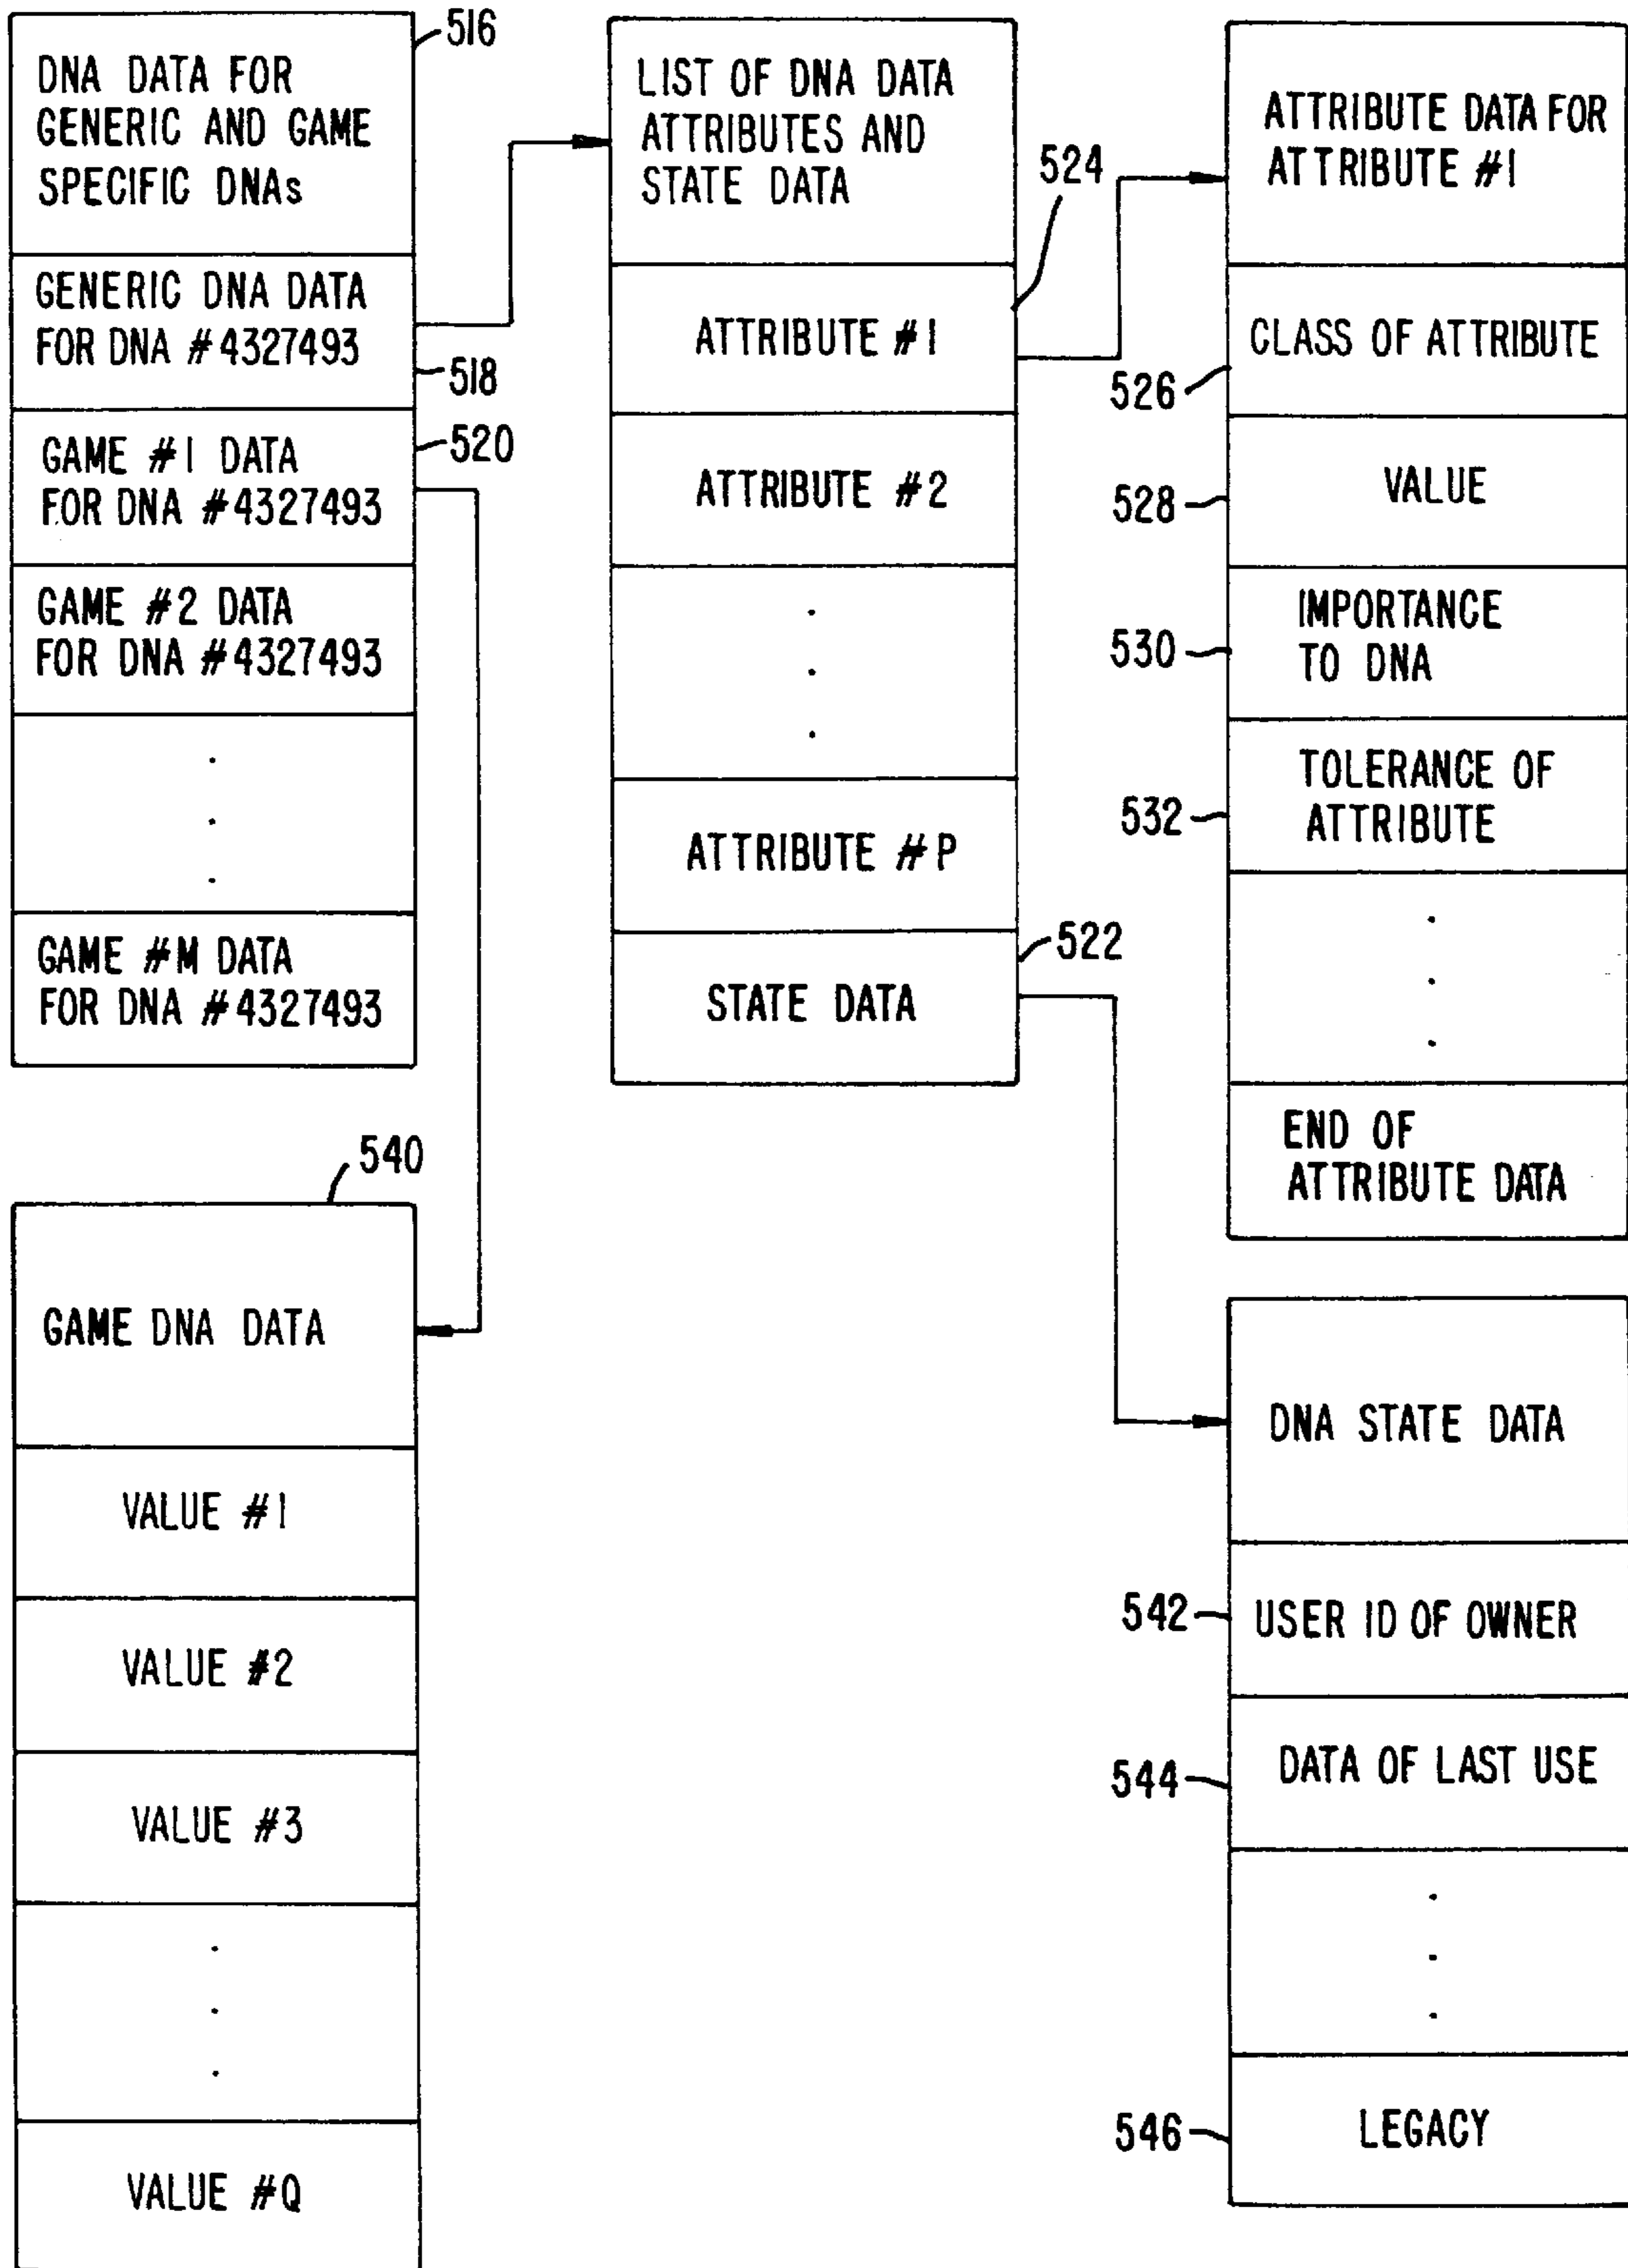 516
DNA DATA FOR
GENERIC AND GAME
SPECIFIC DNAs
GENERIC DNA DATA
FOR DNA #4327493
518
GAME #1 DATA
FOR DNA #4327493
520
GAME #2 DATA
FOR DNA #4327493
.
.
.
GAME #M DATA
FOR DNA #4327493
LIST OF DNA DATA
ATTRIBUTES AND
STATE DATA
524
ATTRIBUTE #1
ATTRIBUTE #2
.
.
.
ATTRIBUTE #P
522
STATE DATA
ATTRIBUTE DATA FOR
ATTRIBUTE #1
CLASS OF ATTRIBUTE
526
VALUE
528
IMPORTANCE
TO DNA
530
TOLERANCE OF
ATTRIBUTE
532
.
.
.
END OF
ATTRIBUTE DATA
540
GAME DNA DATA
VALUE #1
VALUE #2
VALUE #3
.
.
.
VALUE #Q
DNA STATE DATA
542
USER ID OF OWNER
544
DATA OF LAST USE
.
.
.
546
LEGACY